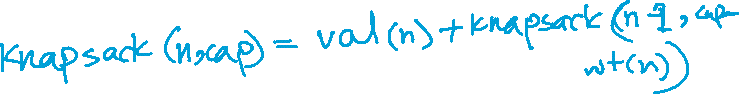 Knapsack (n,cap) = val(n) + knapsack (n-1, cap-
wt(n))